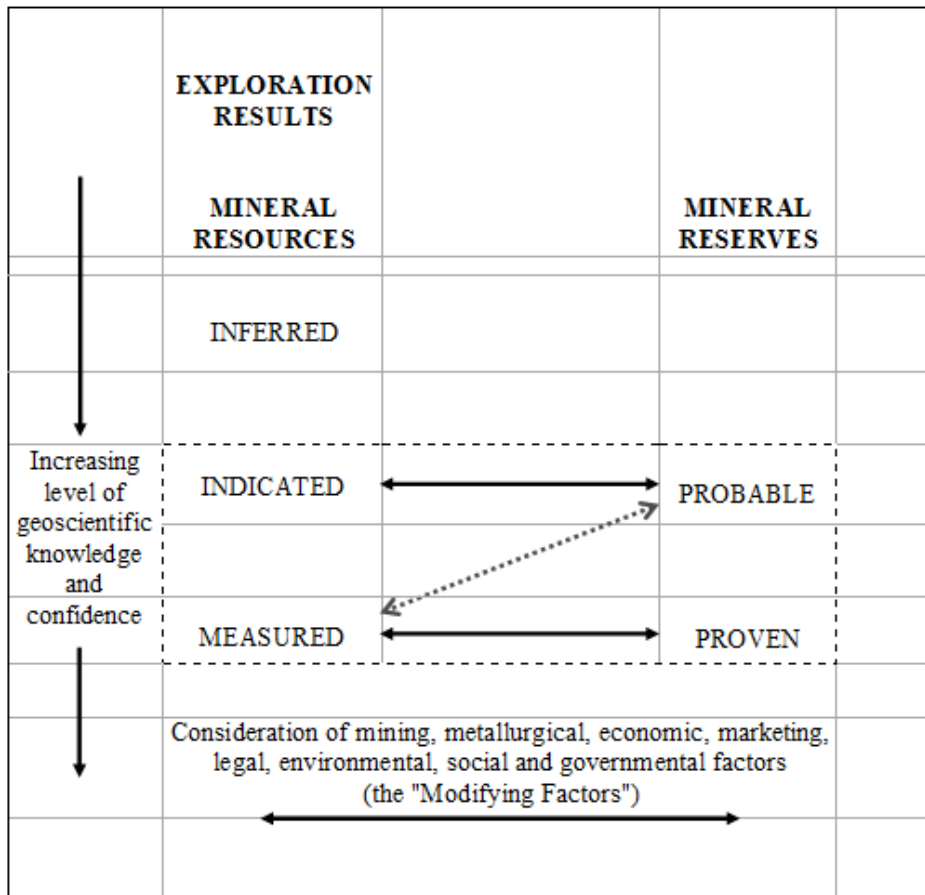 EXPLORATION
RESULTS
MINERAL
RESOURCES
MINERAL
RESERVES
INFERRED
Increasing
level of
geoscientific
knowledge
and
confidence
INDICATED
PROBABLE
MEASURED
PROVEN
Consideration of mining, metallurgical, economic, marketing,
legal, environmental, social and governmental factors
(the "Modifying Factors")